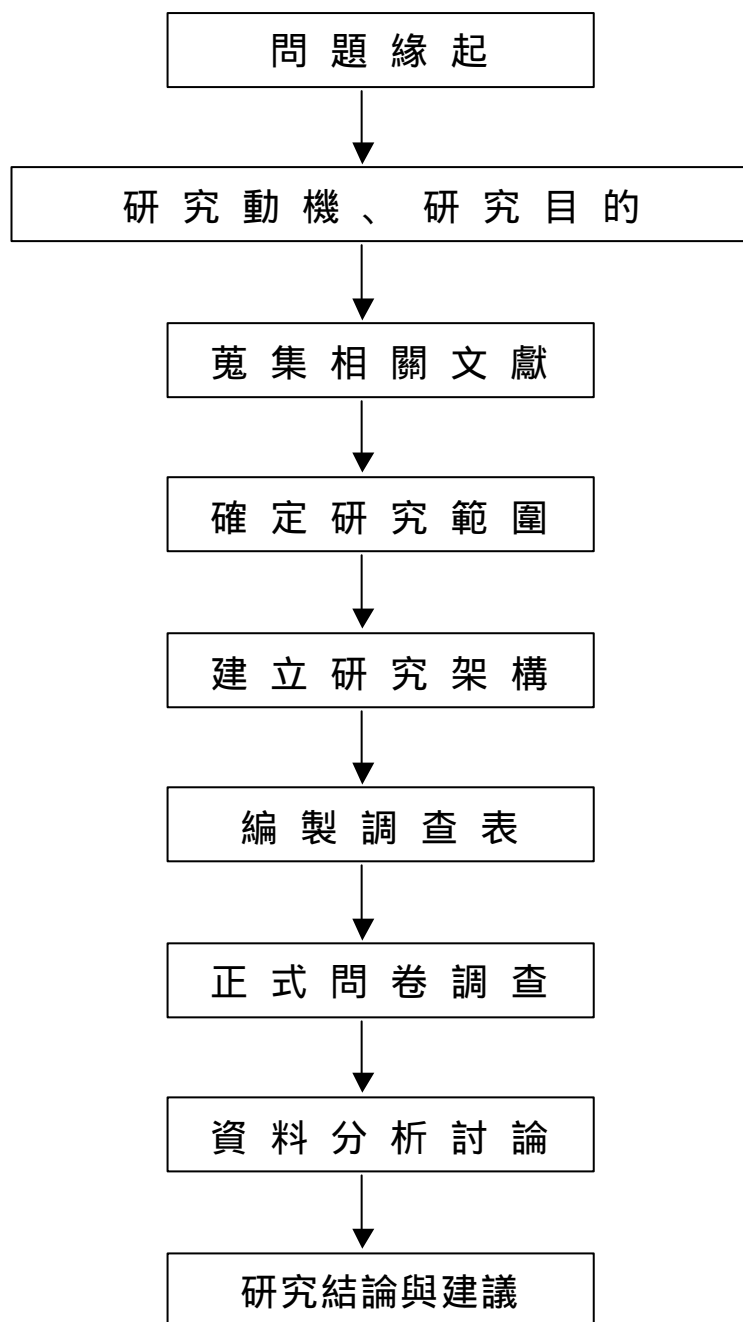 問題緣起
研究動機、研究目的
蒐集相關文獻
確定研究範圍
建立研究架構
編製調查表
正式問卷調查
資料分析討論
研究結論與建議